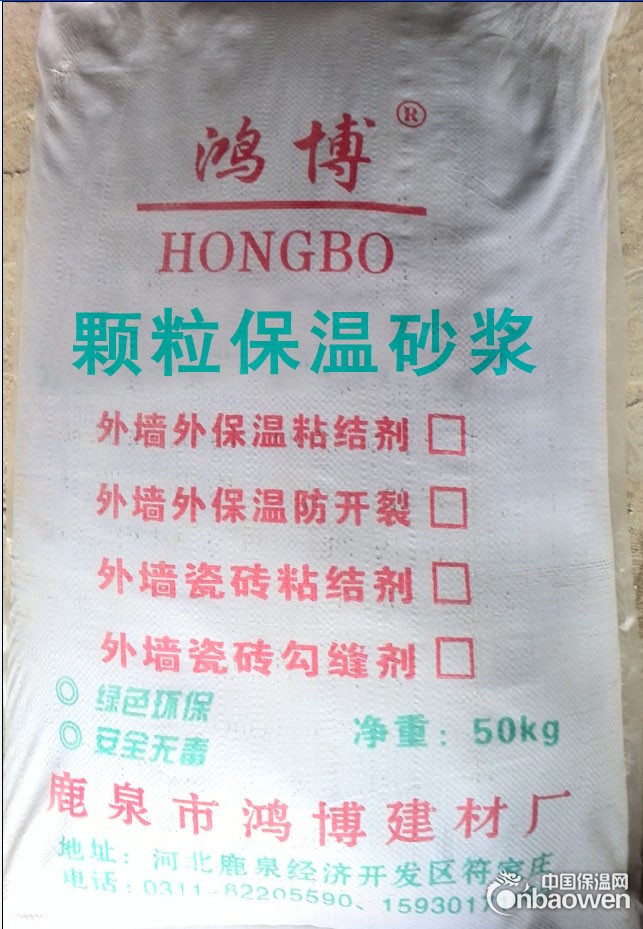 鸿博®
HONGBO
颗粒保温砂浆
外墙外保温粘结剂
外墙外保温防开裂
外墙瓷砖粘结剂
外墙瓷砖勾缝剂
绿色环保
安全无毒
净重：50kg
鹿泉市鸿博建材厂
地址：河北鹿泉经济开发区符家庄
电话：0311-82205590、159301
中国保温网
cnbaowen